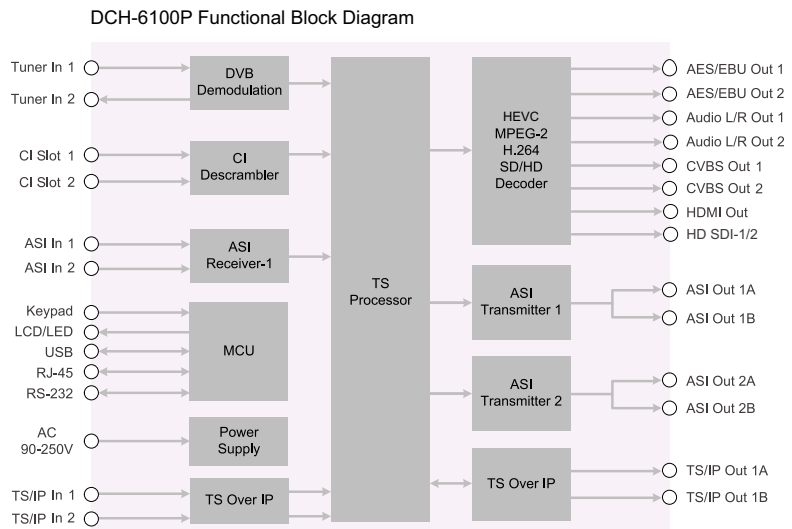 DCH-6100P Functional Block Diagram
Tuner In 1
Tuner In 2
DVB
Demodulation
CI Slot 1
CI Slot 2
CI
Descrambler
ASI In 1
ASI In 2
ASI
Receiver-1
Keypad
LCD/LED
USB
RJ-45
RS-232
MCU
AC
90-250V
Power
Supply
TS/IP In 1
TS/IP In 2
TS Over IP
TS
Processor
HEVC
MPEG-2
H.264
SD/HD
Decoder
AES/EBU Out 1
AES/EBU Out 2
Audio L/R Out 1
Audio L/R Out 2
CVBS Out 1
CVBS Out 2
HDMI Out
HD SDI-1/2
ASI
Transmitter 1
ASI Out 1A
ASI Out 1B
ASI
Transmitter 2
ASI Out 2A
ASI Out 2B
TS Over IP
TS/IP Out 1A
TS/IP Out 1B